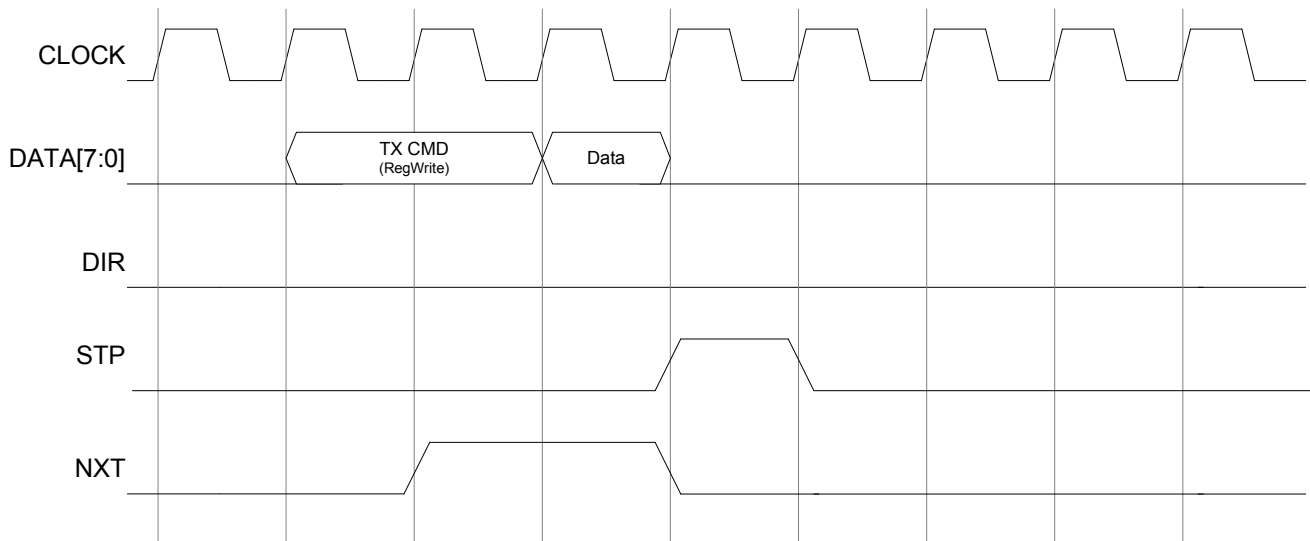 CLOCK
DATA[7:0]
TX CMD
(RegWrite)
Data
DIR
STP
NXT